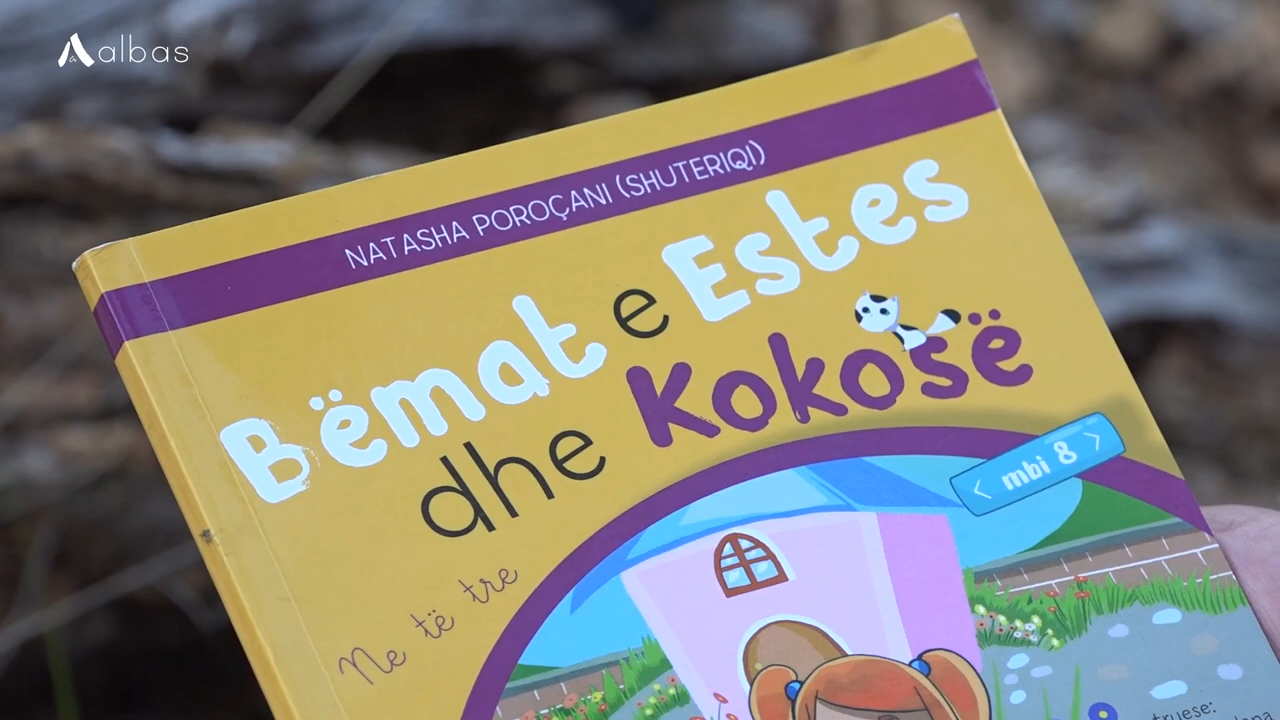 albas
NATASHA POROÇANI (SHUTERIQI)
Bëmat e Estes
dhe Kokosë
< mbi 8 >
Ne të tre